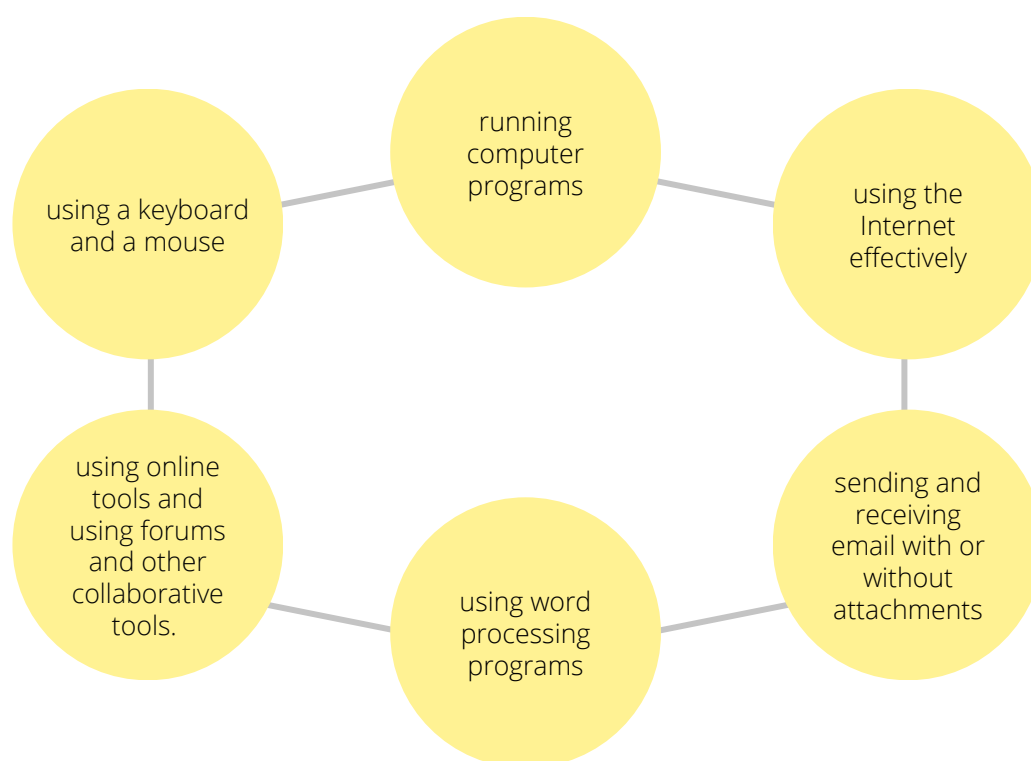 running
computer
programs
using a keyboard
and a mouse
using the
Internet
effectively
using online
tools and
using forums
and other
collaborative
tools.
sending and
receiving
email with or
without
attachments
using word
processing
programs